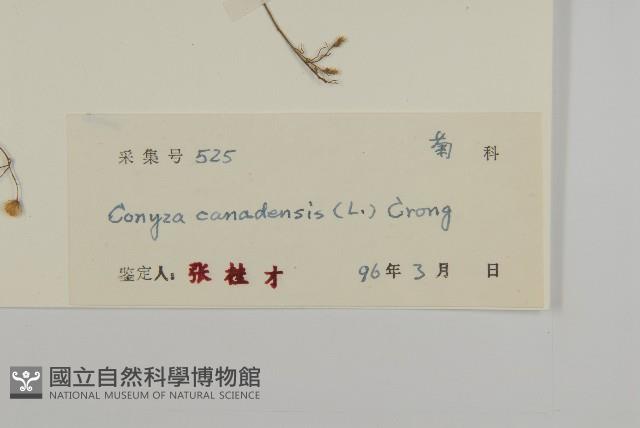 采集号 525 菊 科
Conyza canadensis (L.) Crong
鉴定人: 张桂才 96年 3月 日
國立自然科學博物館
NATIONAL MUSEUM OF NATURAL SCIENCE